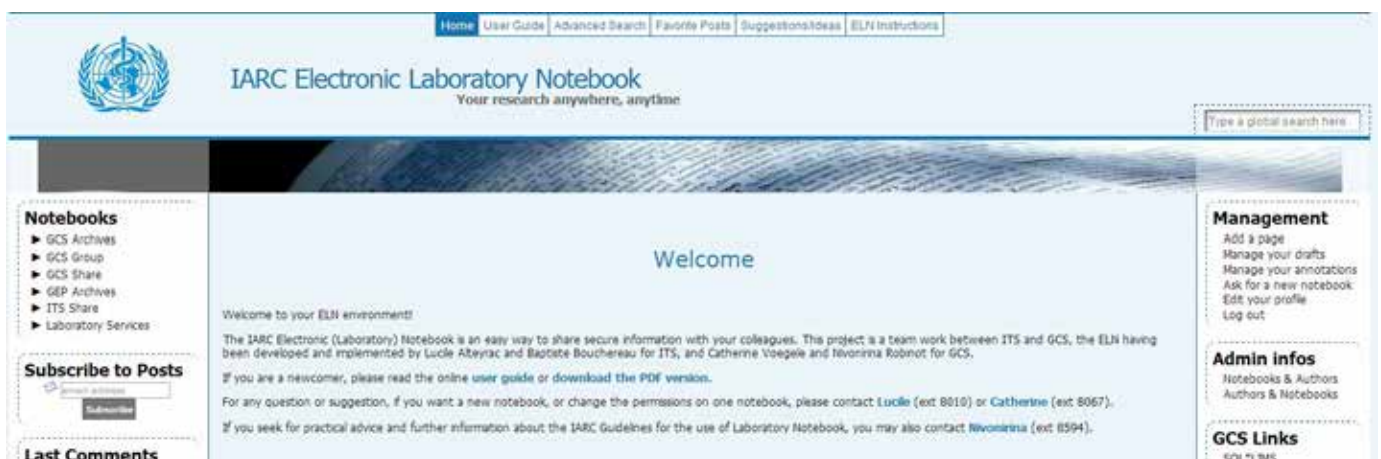 Home User Guide Advanced Search Favorite Posts Suggestions/Ideas ELN Instructions
IARC Electronic Laboratory Notebook
Your research anywhere, anytime
Type a global search here
Notebooks
GCS Archives
GCS Group
GCS Share
GEP Archives
ITS Share
Laboratory Services
Subscribe to Posts
email address
Subscribe
Last Comments
Welcome
Welcome to your ELN environment!
The IARC Electronic (Laboratory) Notebook is an easy way to share secure information with your colleagues. This project is a team work between ITS and GCS, the ELN having
been developed and implemented by Lucile Alteyrac and Baptiste Bouchereau for ITS, and Catherine Voegele and Nivonirina Robinot for GCS.
If you are a newcomer, please read the online user guide or download the PDF version.
For any question or suggestion, if you want a new notebook, or change the permissions on one notebook, please contact Lucile (ext 8010) or Catherine (ext 8067).
If you seek for practical advice and further information about the IARC Guidelines for the use of Laboratory Notebook, you may also contact Nivonirina (ext 8594).
Management
Add a page
Manage your drafts
Manage your annotations
Ask for a new notebook
Edit your profile
Log out
Admin infos
Notebooks & Authors
Authors & Notebooks
GCS Links